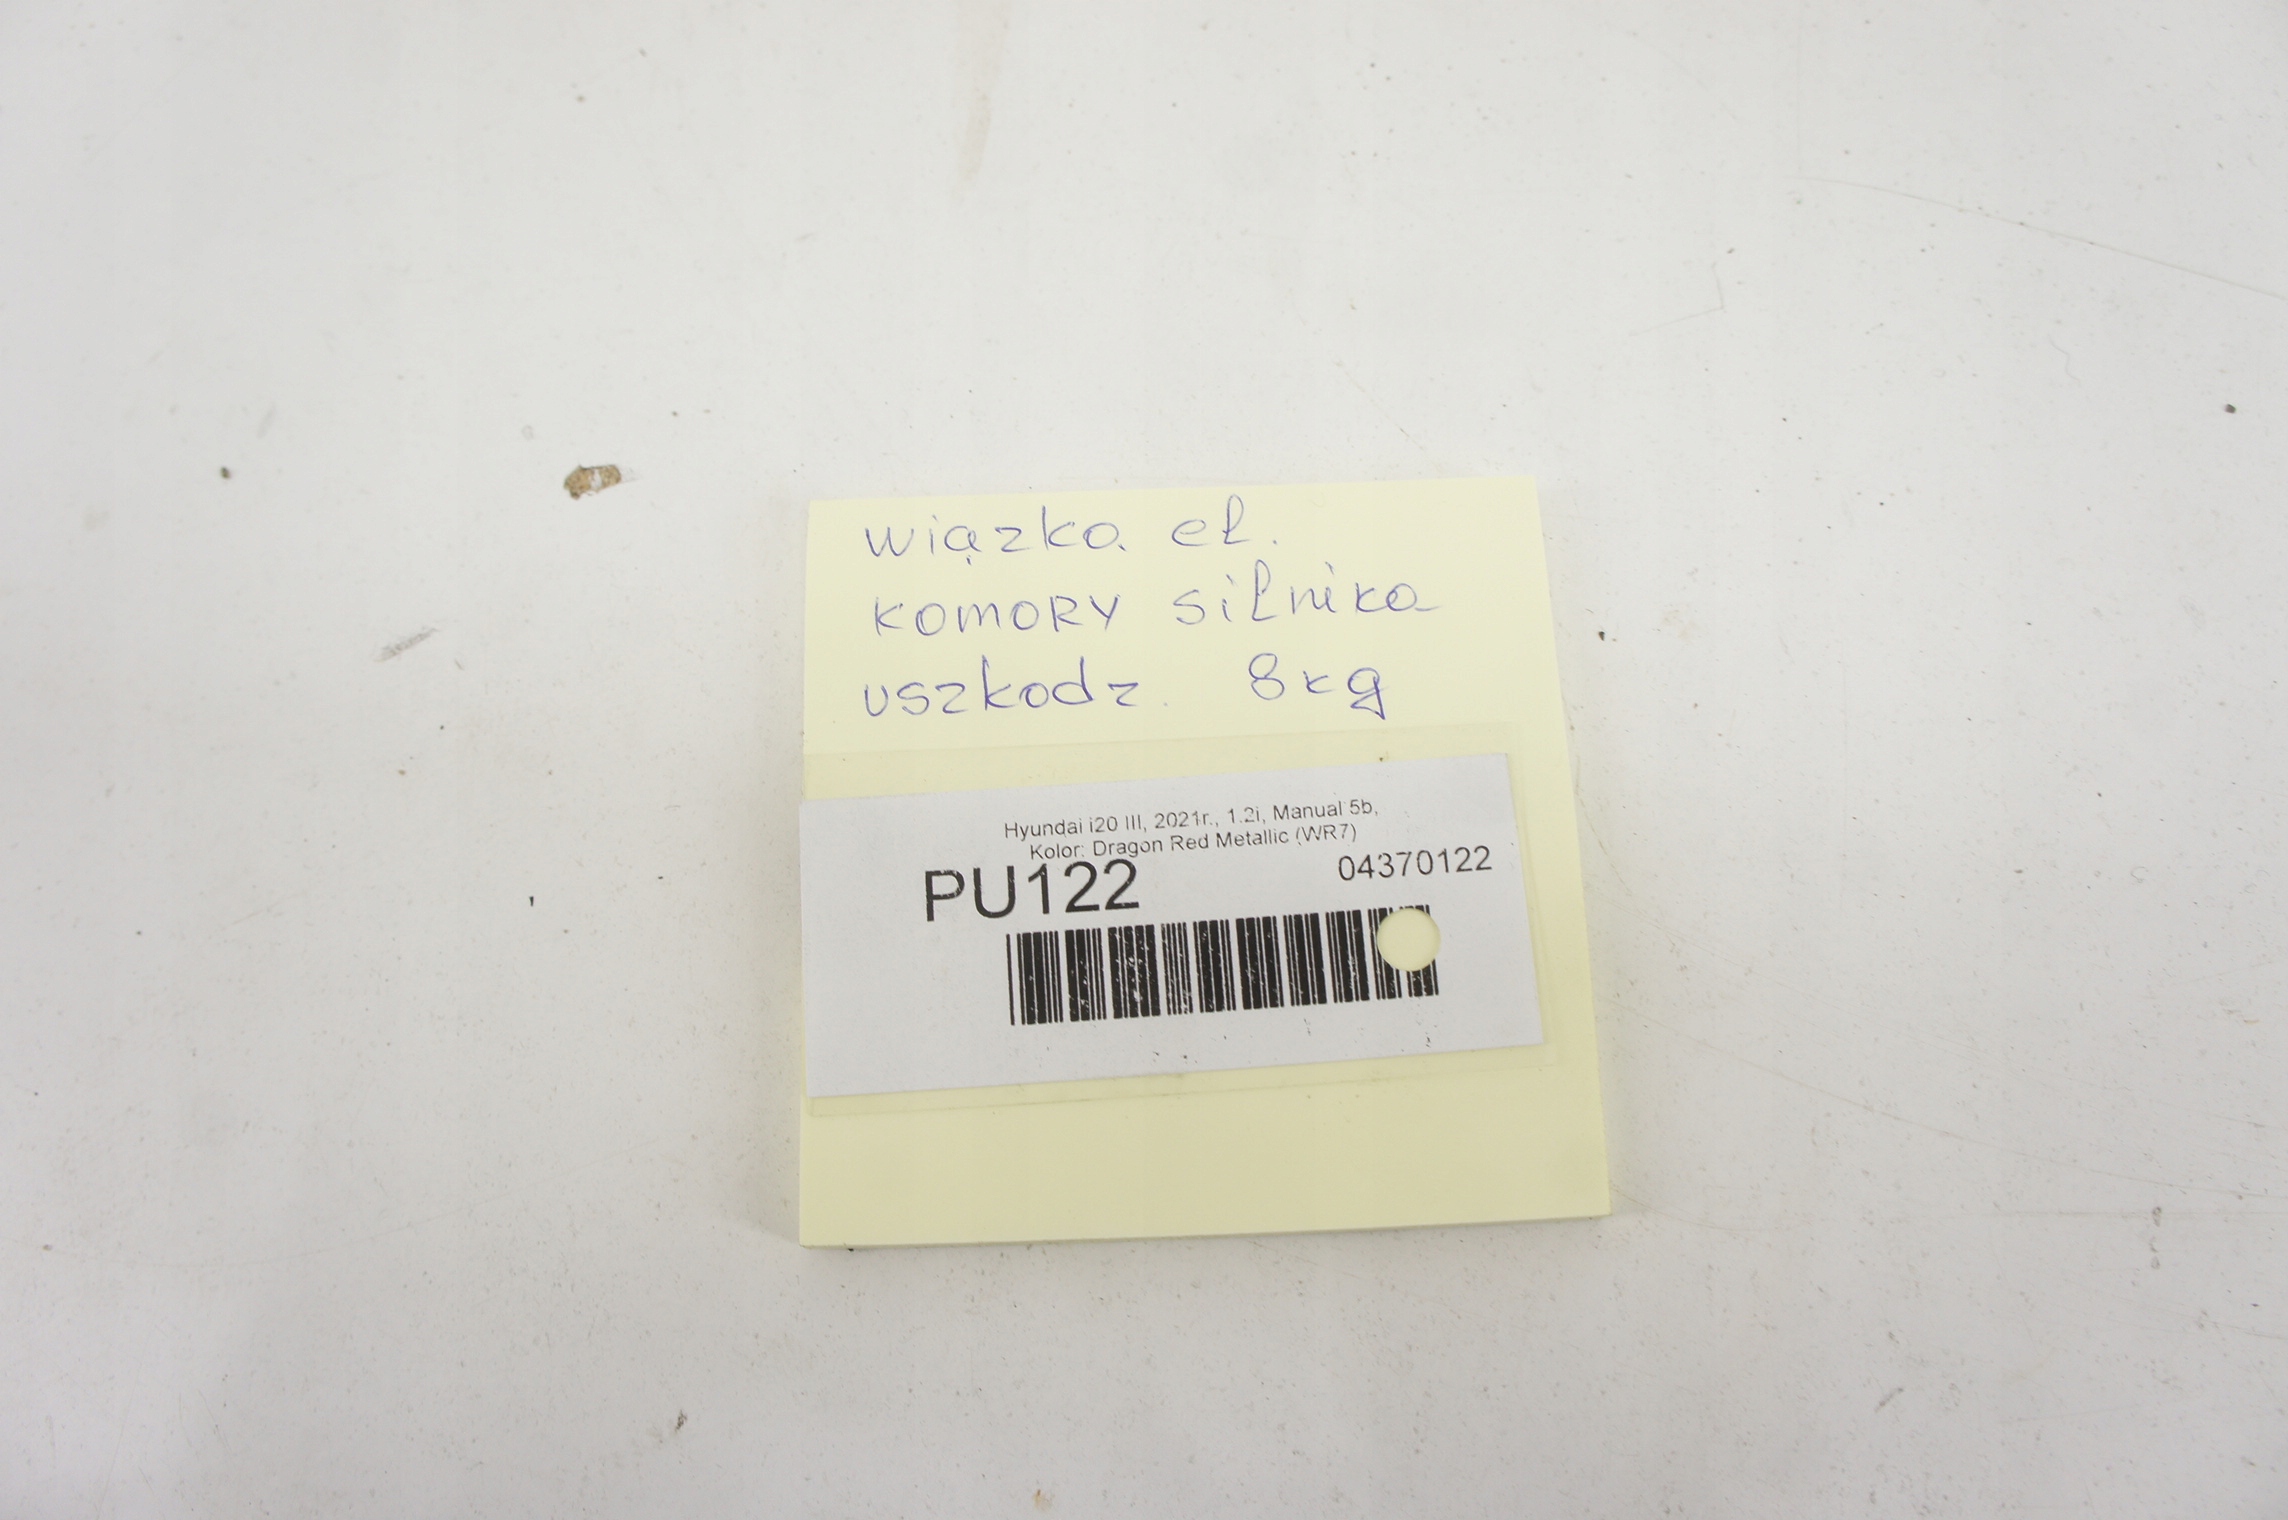 wiązka el.
komory silnika
uszkodz. 8kg
Hyundai i20 III, 2021r., 1.2i, Manual 5b,
Kolor: Dragon Red Metallic (WR7)
PU122 04370122